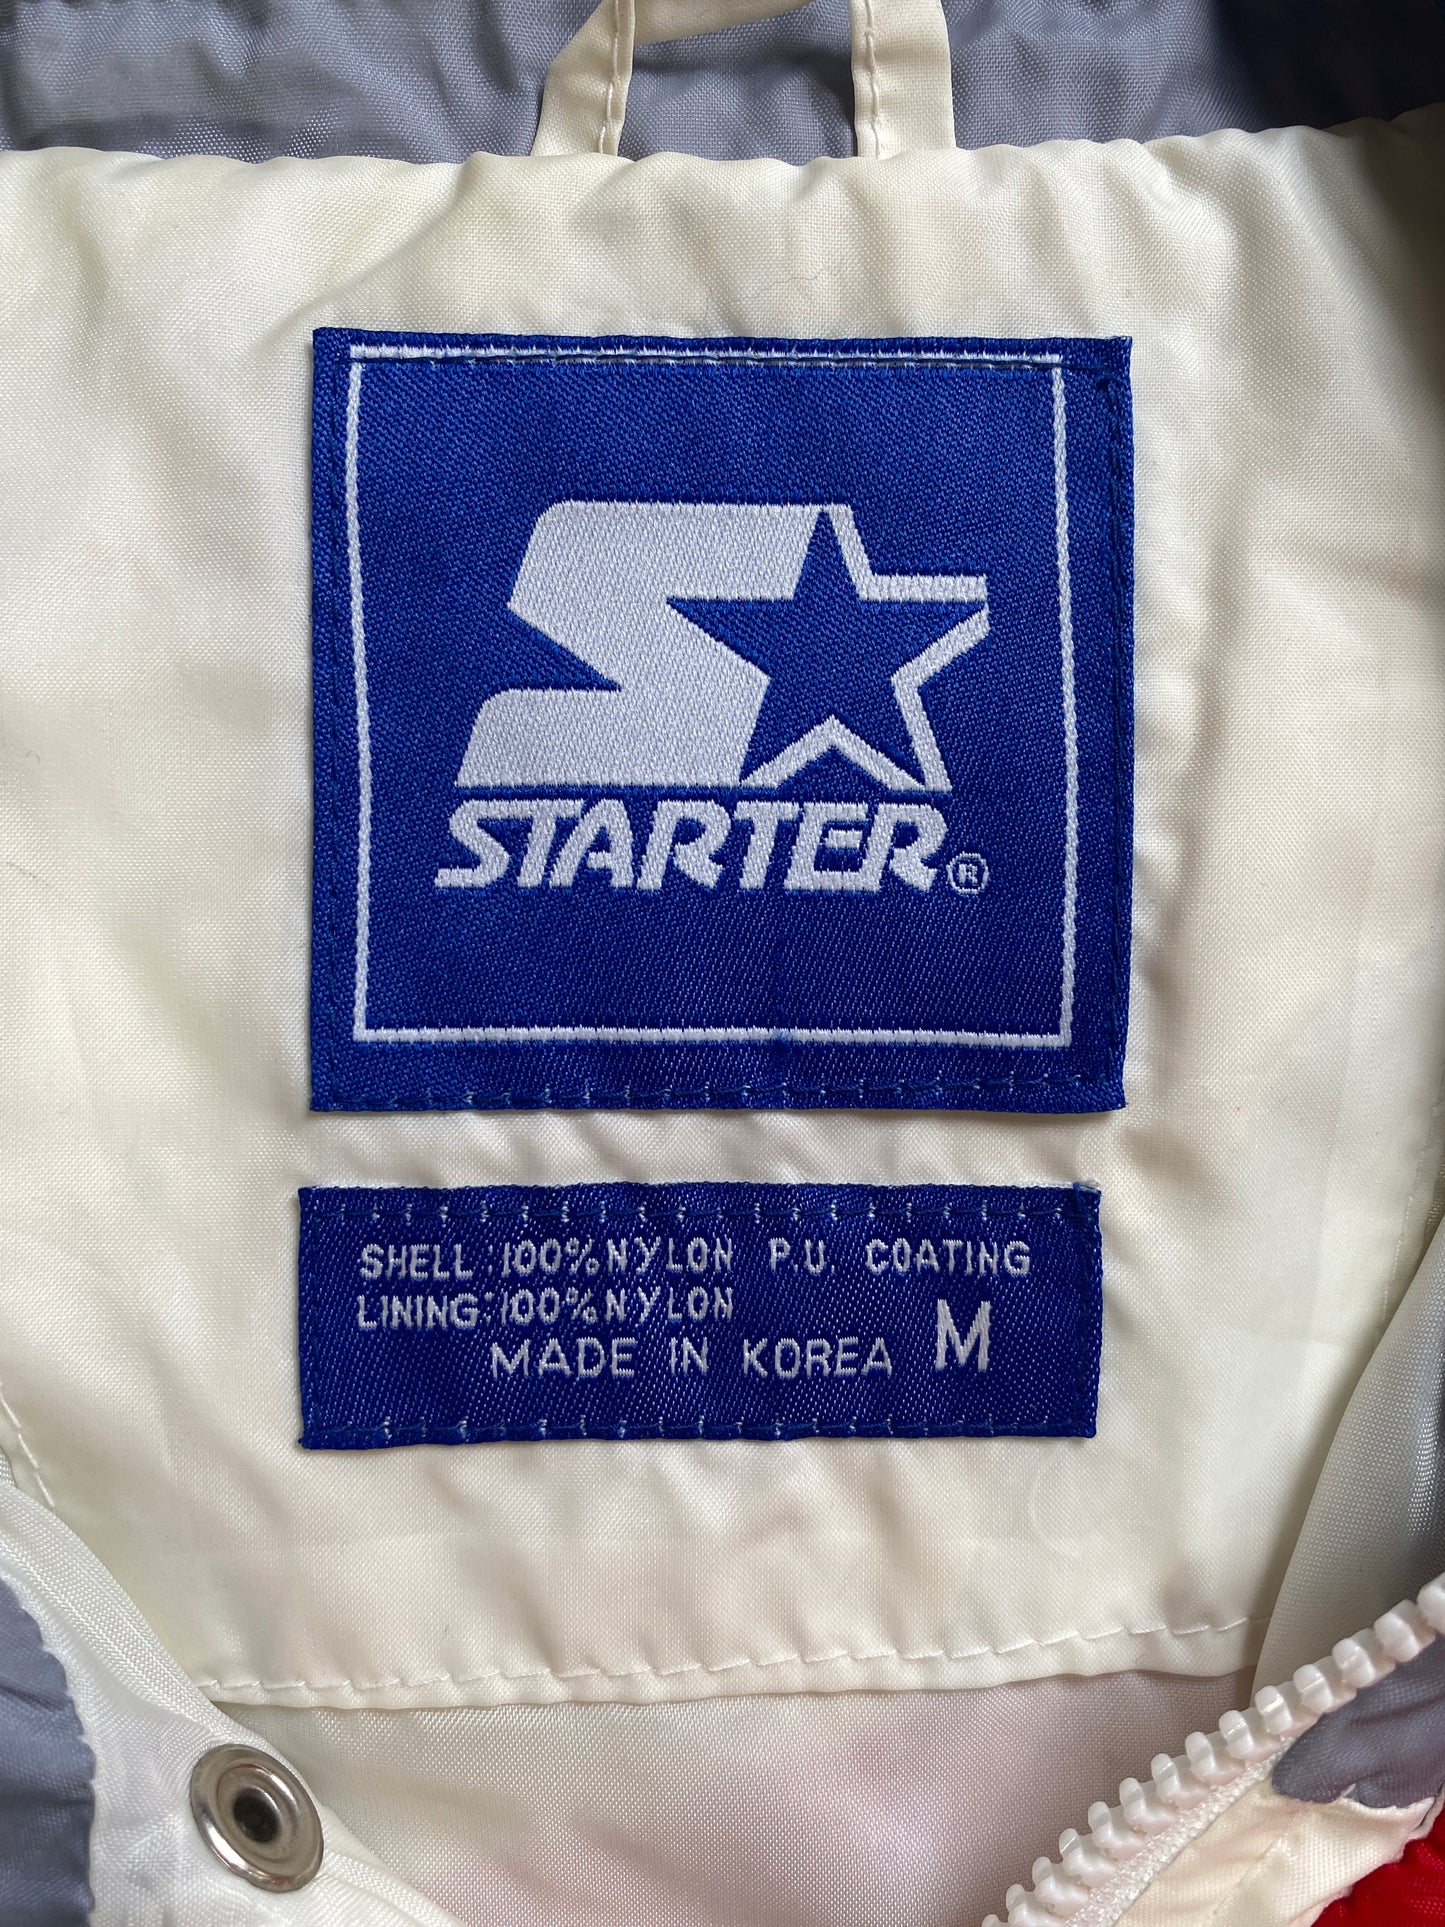 STARTER®
SHELL:100%NYLON P.U. COATING
LINING:100%NYLON
MADE IN KOREA M